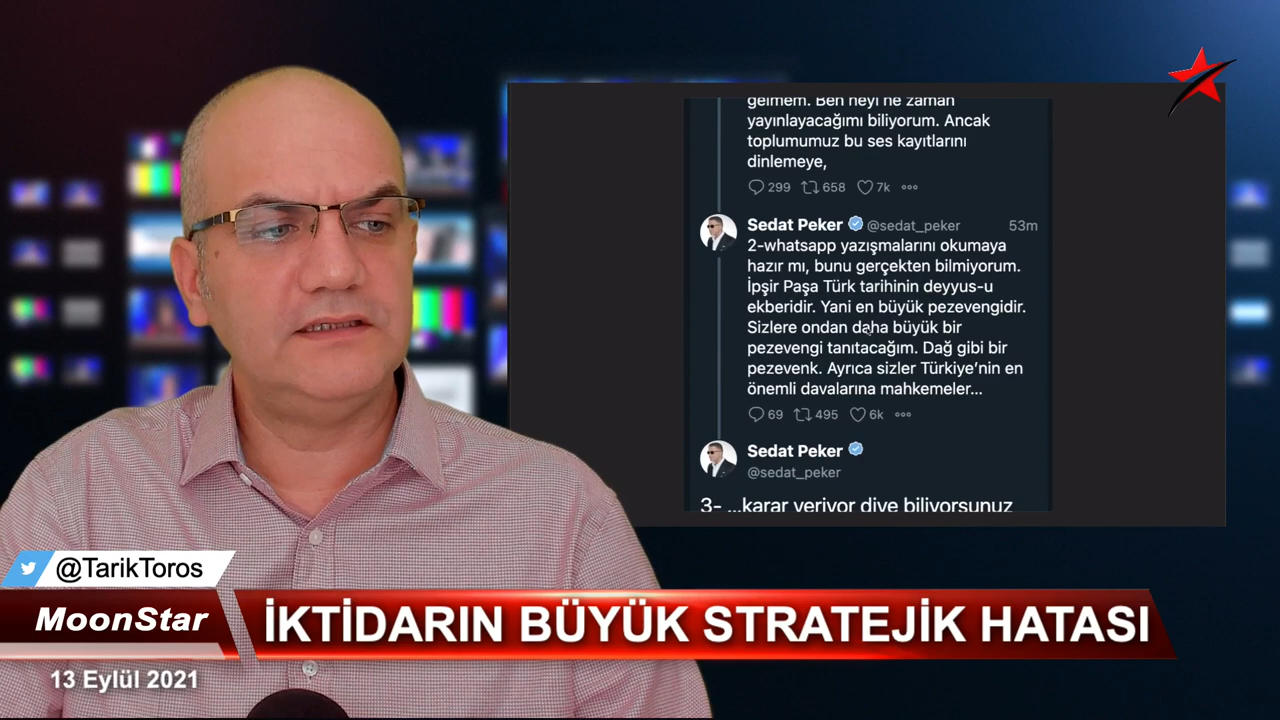 gelmem. Ben neyi ne zaman
yayınlayacağımı biliyorum. Ancak
toplumumuz bu ses kayıtlarını
dinlemeye,
299 658 7k
Sedat Peker @sedat_peker 53m
2-whatsapp yazışmalarını okumaya
hazır mı, bunu gerçekten bilmiyorum.
İpşir Paşa Türk tarihinin deyyus-u
ekberidir. Yani en büyük pezevengidir.
Sizlere ondan daha büyük bir
pezevengi tanıtacağım. Dağ gibi bir
pezevenk. Ayrıca sizler Türkiye’nin en
önemli davalarına mahkemeler...
69 495 6k
Sedat Peker
@sedat_peker
3- ...karar veriyor diye biliyorsunuz
@TarikToros
MoonStar
İKTİDARIN BÜYÜK STRATEJİK HATASI
13 Eylül 2021